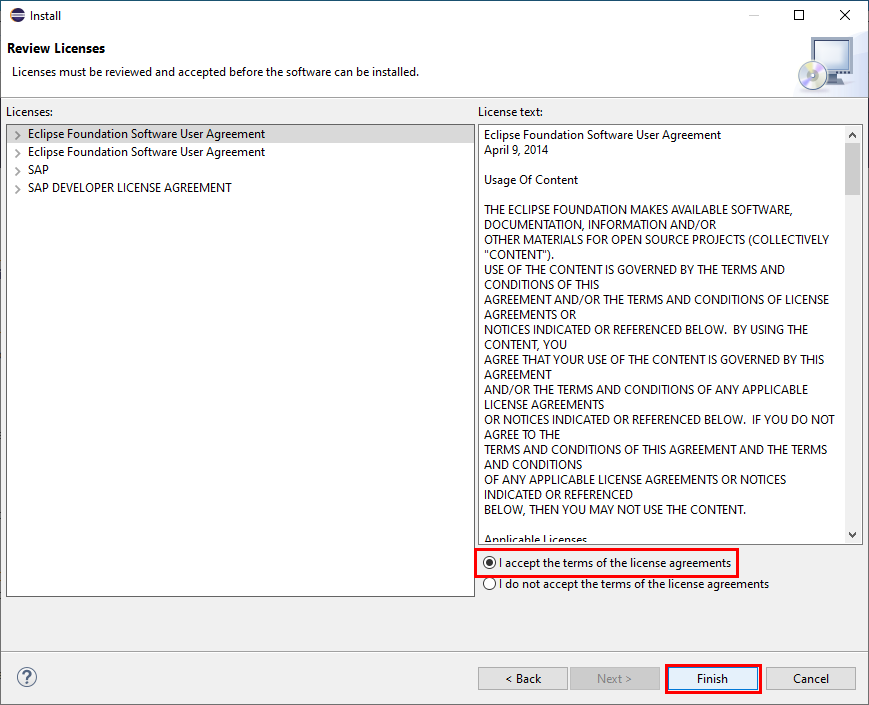 Install
Review Licenses
Licenses must be reviewed and accepted before the software can be installed.
Licenses:
Eclipse Foundation Software User Agreement
Eclipse Foundation Software User Agreement
SAP
SAP DEVELOPER LICENSE AGREEMENT
License text:
Eclipse Foundation Software User Agreement
April 9, 2014
Usage Of Content
THE ECLIPSE FOUNDATION MAKES AVAILABLE SOFTWARE,
DOCUMENTATION, INFORMATION AND/OR
OTHER MATERIALS FOR OPEN SOURCE PROJECTS (COLLECTIVELY
"CONTENT").
USE OF THE CONTENT IS GOVERNED BY THE TERMS AND
CONDITIONS OF THIS
AGREEMENT AND/OR THE TERMS AND CONDITIONS OF LICENSE
AGREEMENTS OR
NOTICES INDICATED OR REFERENCED BELOW.  BY USING THE
CONTENT, YOU
AGREE THAT YOUR USE OF THE CONTENT IS GOVERNED BY THIS
AGREEMENT
AND/OR THE TERMS AND CONDITIONS OF ANY APPLICABLE
LICENSE AGREEMENTS
OR NOTICES INDICATED OR REFERENCED BELOW.  IF YOU DO NOT
AGREE TO THE
TERMS AND CONDITIONS OF THIS AGREEMENT AND THE TERMS
AND CONDITIONS
OF ANY APPLICABLE LICENSE AGREEMENTS OR NOTICES
INDICATED OR REFERENCED
BELOW, THEN YOU MAY NOT USE THE CONTENT.
Applicable Licenses
I accept the terms of the license agreements
I do not accept the terms of the license agreements
?
< Back
Next >
Finish
Cancel